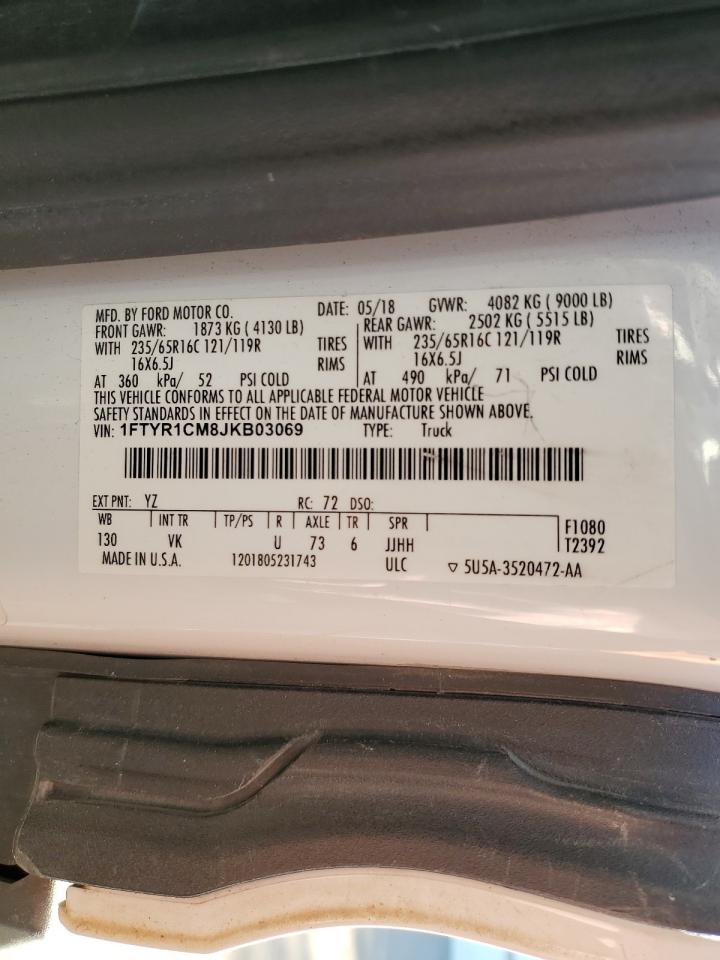 MFD. BY FORD MOTOR CO. DATE: 05/18 GVWR: 4082 KG ( 9000 LB)
FRONT GAWR: 1873 KG ( 4130 LB) REAR GAWR: 2502 KG ( 5515 LB)
WITH 235/65R16C 121/119R TIRES WITH 235/65R16C 121/119R TIRES
16X6.5J RIMS 16X6.5J RIMS
AT 360 kPa/ 52 PSI COLD AT 490 kPa/ 71 PSI COLD
THIS VEHICLE CONFORMS TO ALL APPLICABLE FEDERAL MOTOR VEHICLE
SAFETY STANDARDS IN EFFECT ON THE DATE OF MANUFACTURE SHOWN ABOVE.
VIN: 1FTYR1CM8JKB03069 TYPE: Truck
EXT PNT: YZ RC: 72 DSO:
WB INT TR TP/PS R AXLE TR SPR F1080
130 VK U 73 6 JJHH T2392
MADE IN U.S.A. 1201805231743 ULC ▽ 5U5A-3520472-AA